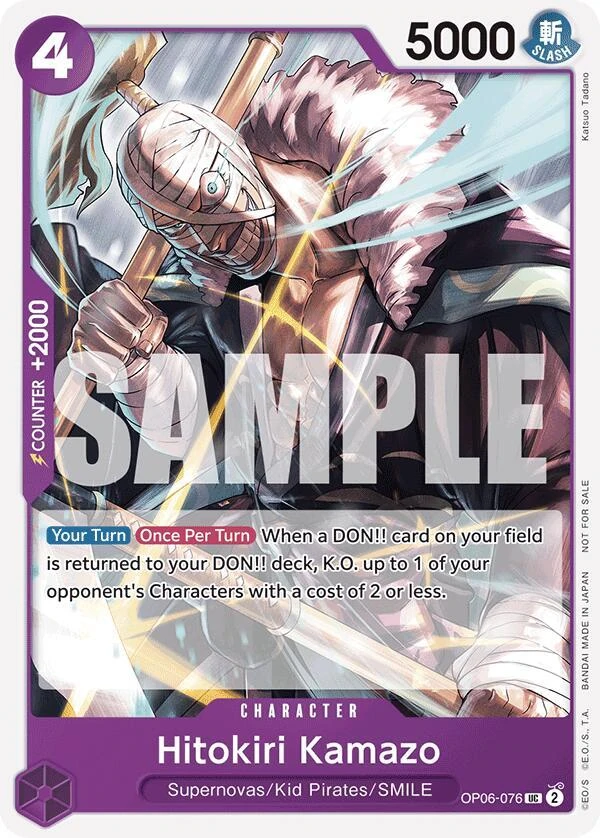 4
5000
斬
SLASH
Katsuo Tadano
COUNTER +2000
SAMPLE
Your Turn Once Per Turn When a DON!! card on your field
is returned to your DON!! deck, K.O. up to 1 of your
opponent's Characters with a cost of 2 or less.
CHARACTER
Hitokiri Kamazo
Supernovas/Kid Pirates/SMILE
OP06-076 UC 2
©EO/S ©E.O./S., T.A. BANDAI MADE IN JAPAN NOT FOR SALE